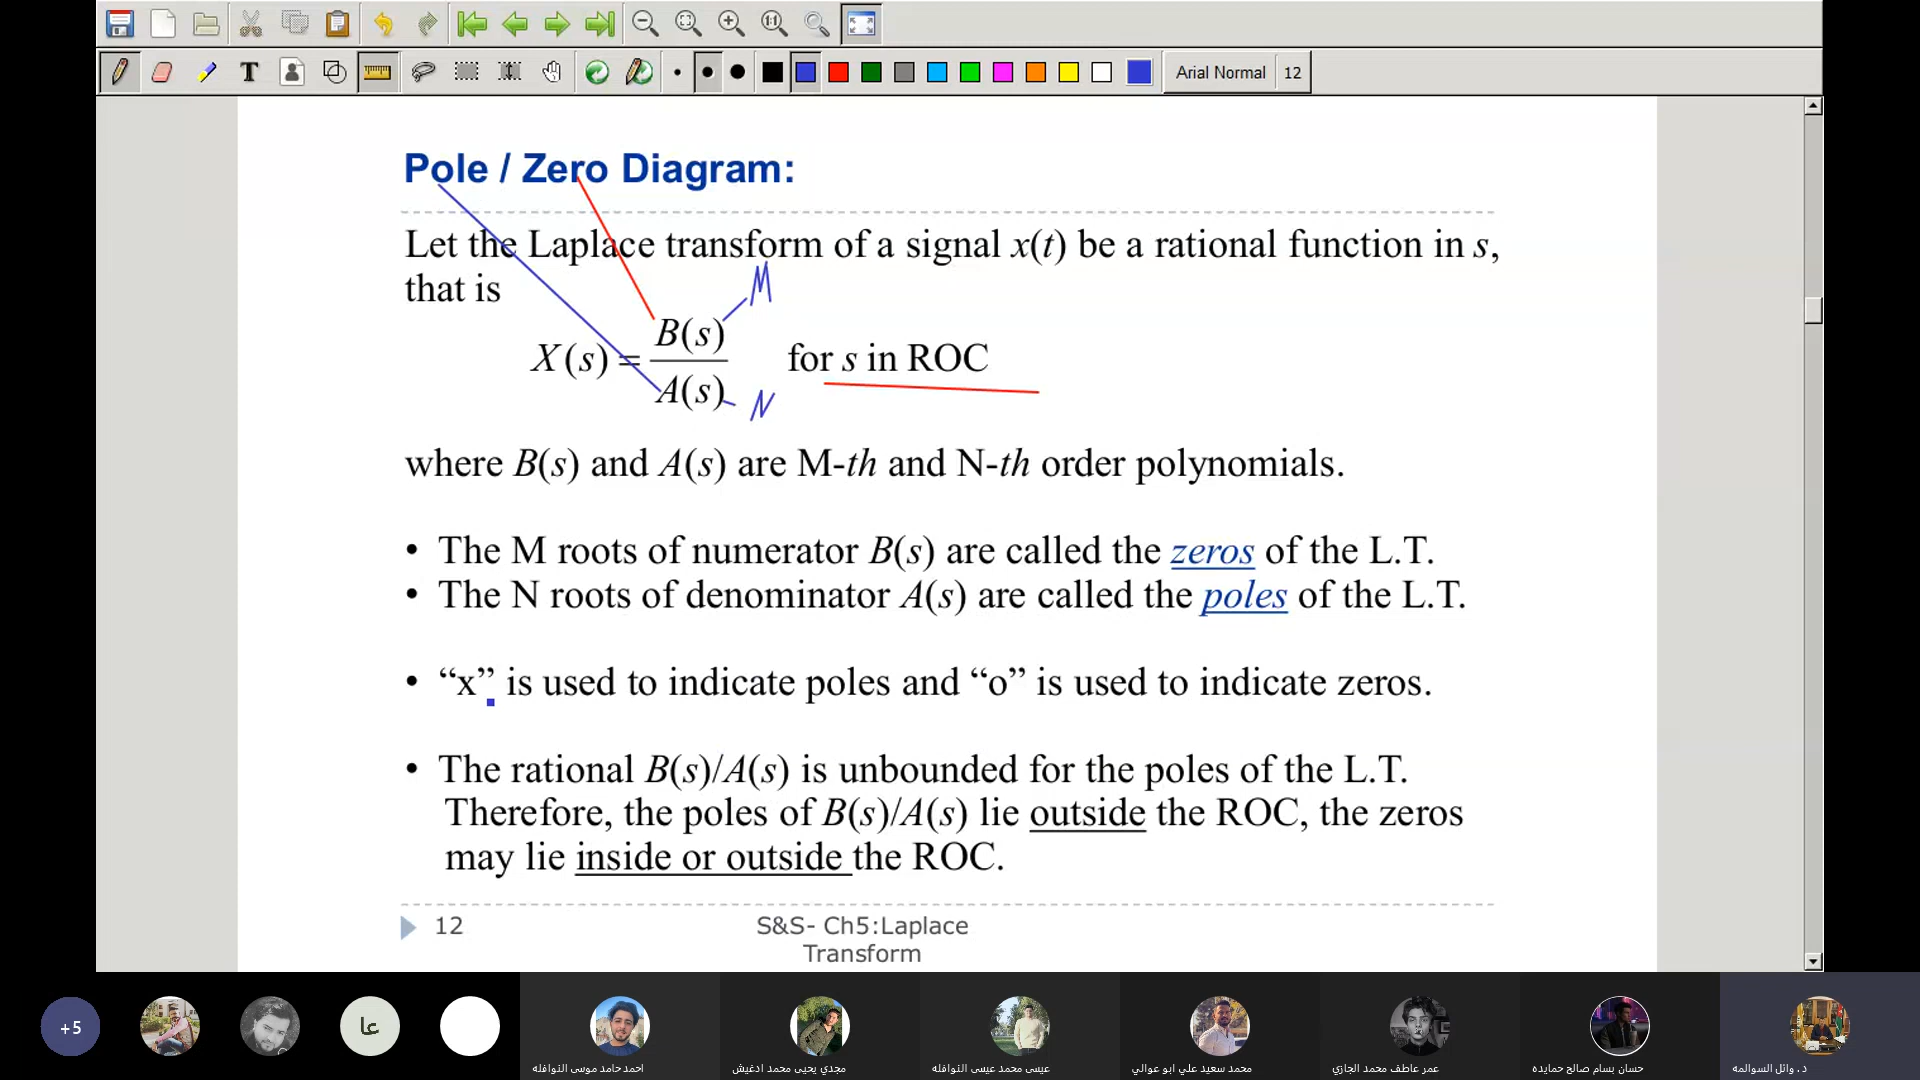 T
1:1
Arial Normal 12
Pole / Zero Diagram:
Let the Laplace transform of a signal x(t) be a rational function in s,
that is
M
X(s) = B(s) / A(s) for s in ROC
N
where B(s) and A(s) are M-th and N-th order polynomials.
• The M roots of numerator B(s) are called the zeros of the L.T.
• The N roots of denominator A(s) are called the poles of the L.T.
• “x” is used to indicate poles and “o” is used to indicate zeros.
• The rational B(s)/A(s) is unbounded for the poles of the L.T.
Therefore, the poles of B(s)/A(s) lie outside the ROC, the zeros
may lie inside or outside the ROC.
12
S&S- Ch5:Laplace
Transform
+5
عا
احمد حامد موسى النوافله
مجدي يحيى محمد ادغيش
عيسى محمد عيسى النوافله
محمد سعيد علي ابو عوالي
عمر عاطف محمد الجازي
حسان بسام صالح حمايده
د. وائل السوالمه